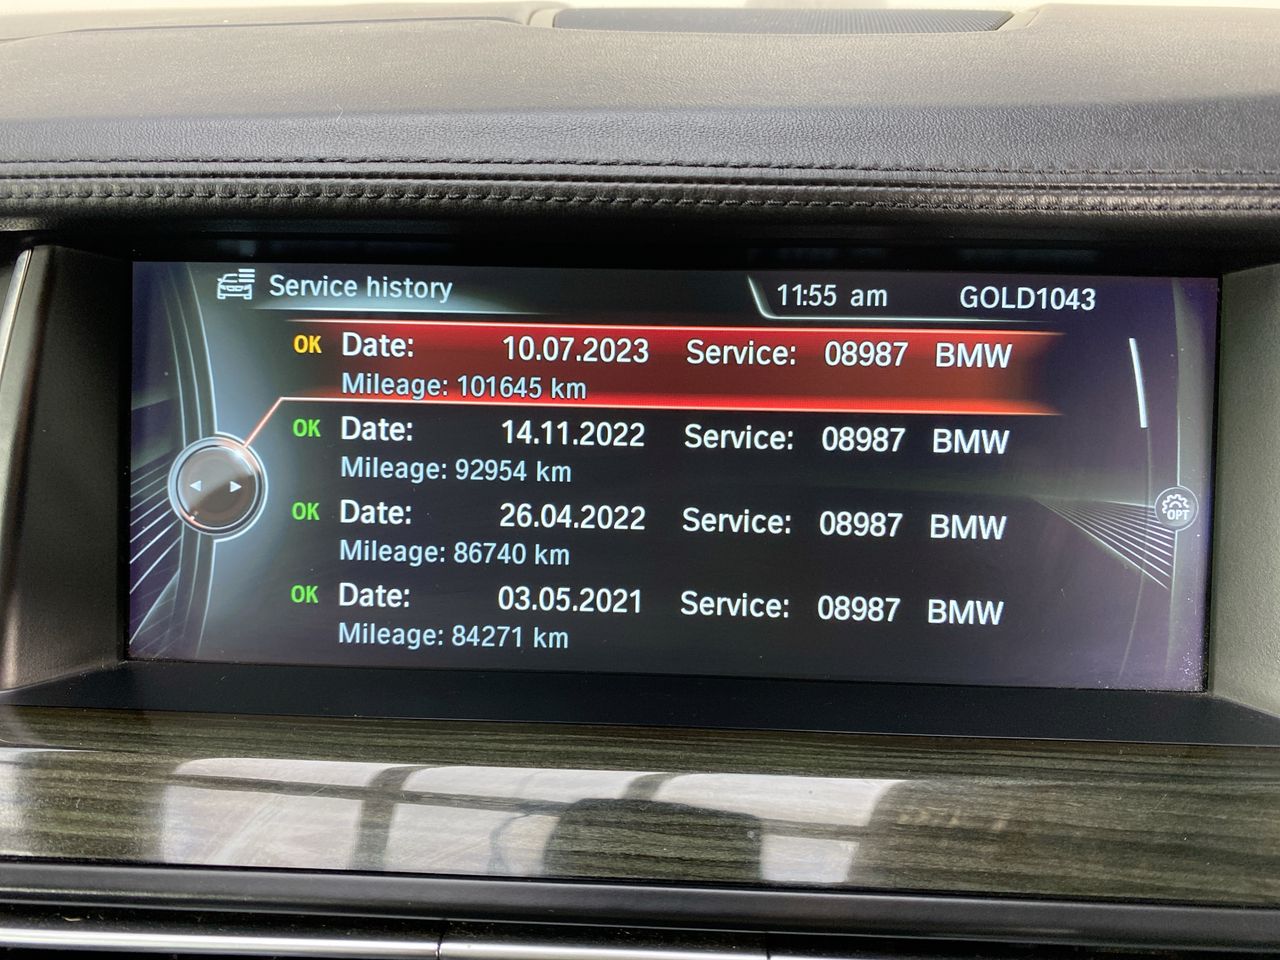 Service history 11:55 am GOLD1043
OK Date: 10.07.2023 Service: 08987 BMW
Mileage: 101645 km
OK Date: 14.11.2022 Service: 08987 BMW
Mileage: 92954 km
OK Date: 26.04.2022 Service: 08987 BMW
Mileage: 86740 km
OK Date: 03.05.2021 Service: 08987 BMW
Mileage: 84271 km
OPT